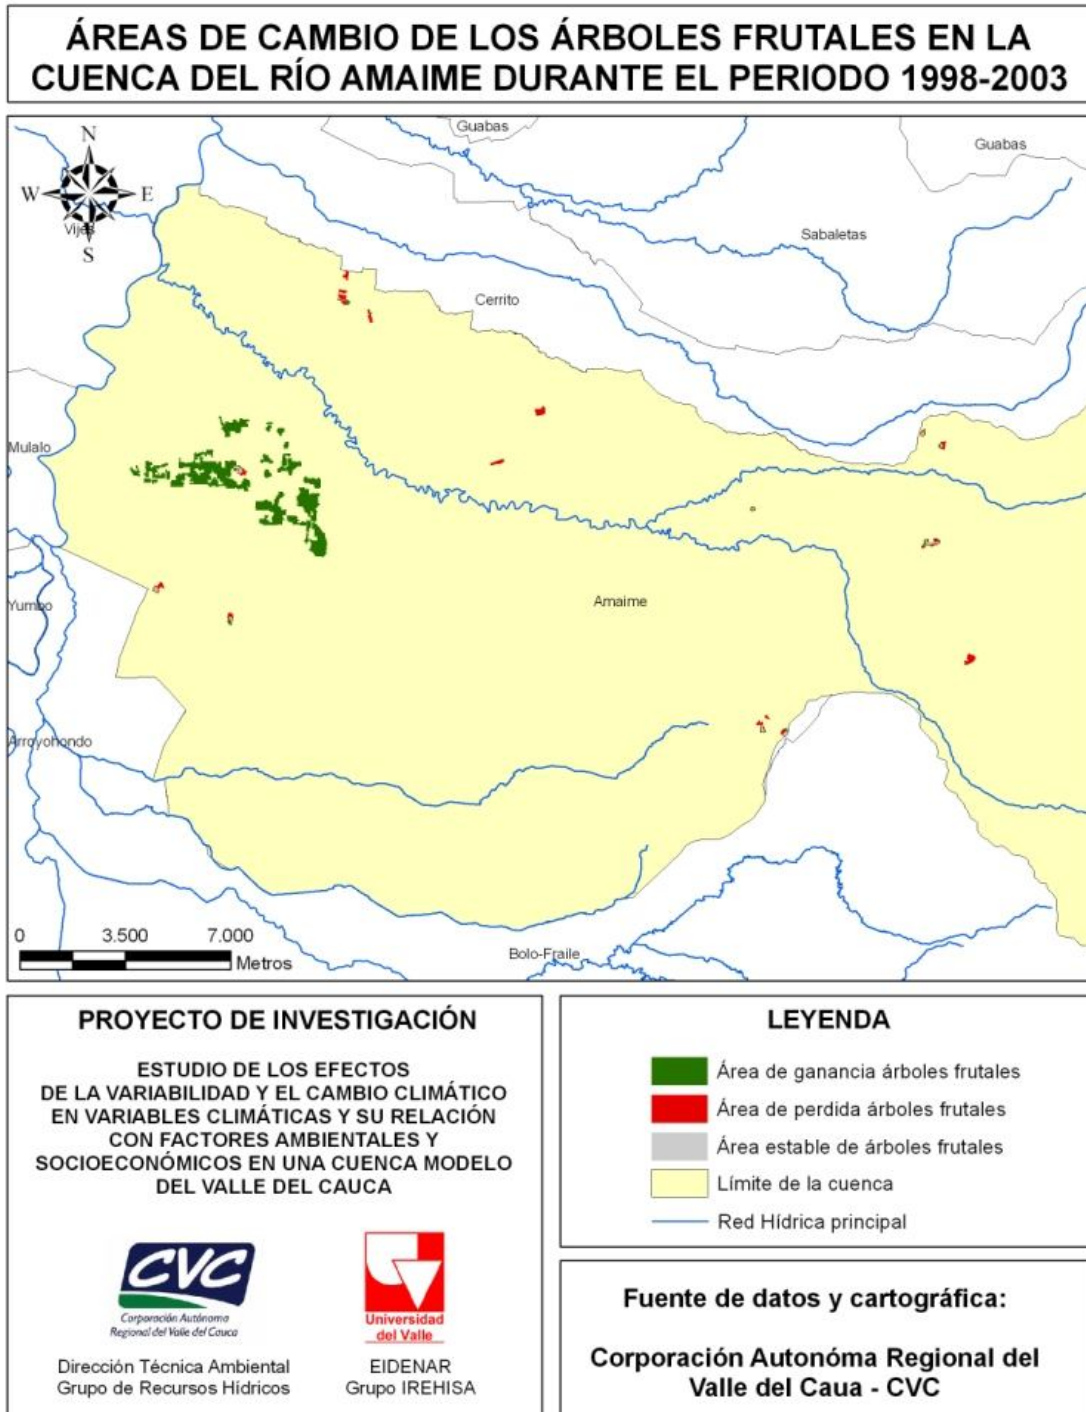 ÁREAS DE CAMBIO DE LOS ÁRBOLES FRUTALES EN LA
CUENCA DEL RÍO AMAIME DURANTE EL PERIODO 1998-2003
Guabas
Guabas
N
W
E
S
Vijes
Sabaletas
Cerrito
Mulalo
Yumbo
Amaime
Arroyohondo
Bolo-Fraile
0 3.500 7.000
Metros
PROYECTO DE INVESTIGACIÓN
ESTUDIO DE LOS EFECTOS
DE LA VARIABILIDAD Y EL CAMBIO CLIMÁTICO
EN VARIABLES CLIMÁTICAS Y SU RELACIÓN
CON FACTORES AMBIENTALES Y
SOCIOECONÓMICOS EN UNA CUENCA MODELO
DEL VALLE DEL CAUCA
CVC
Corporación Autónoma
Regional del Valle del Cauca
Dirección Técnica Ambiental
Grupo de Recursos Hídricos
Universidad
del Valle
EIDENAR
Grupo IREHISA
LEYENDA
Área de ganancia árboles frutales
Área de perdida árboles frutales
Área estable de árboles frutales
Límite de la cuenca
Red Hídrica principal
Fuente de datos y cartográfica:
Corporación Autonóma Regional del
Valle del Caua - CVC